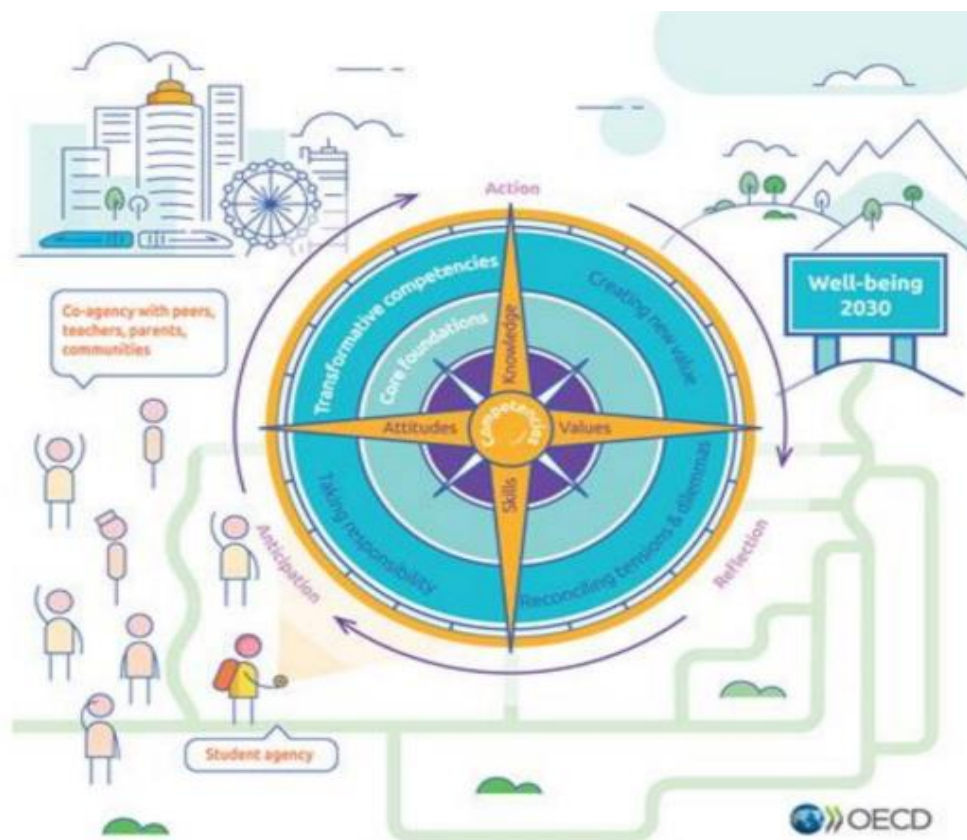 Action
Transformative competencies
Creating new value
Core foundations
Knowledge
Attitudes
Competencies
Values
Skills
Taking responsibility
Reconciling tensions & dilemmas
Anticipation
Reflection
Well-being
2030
Co-agency with peers,
teachers, parents,
communities
Student agency
OECD